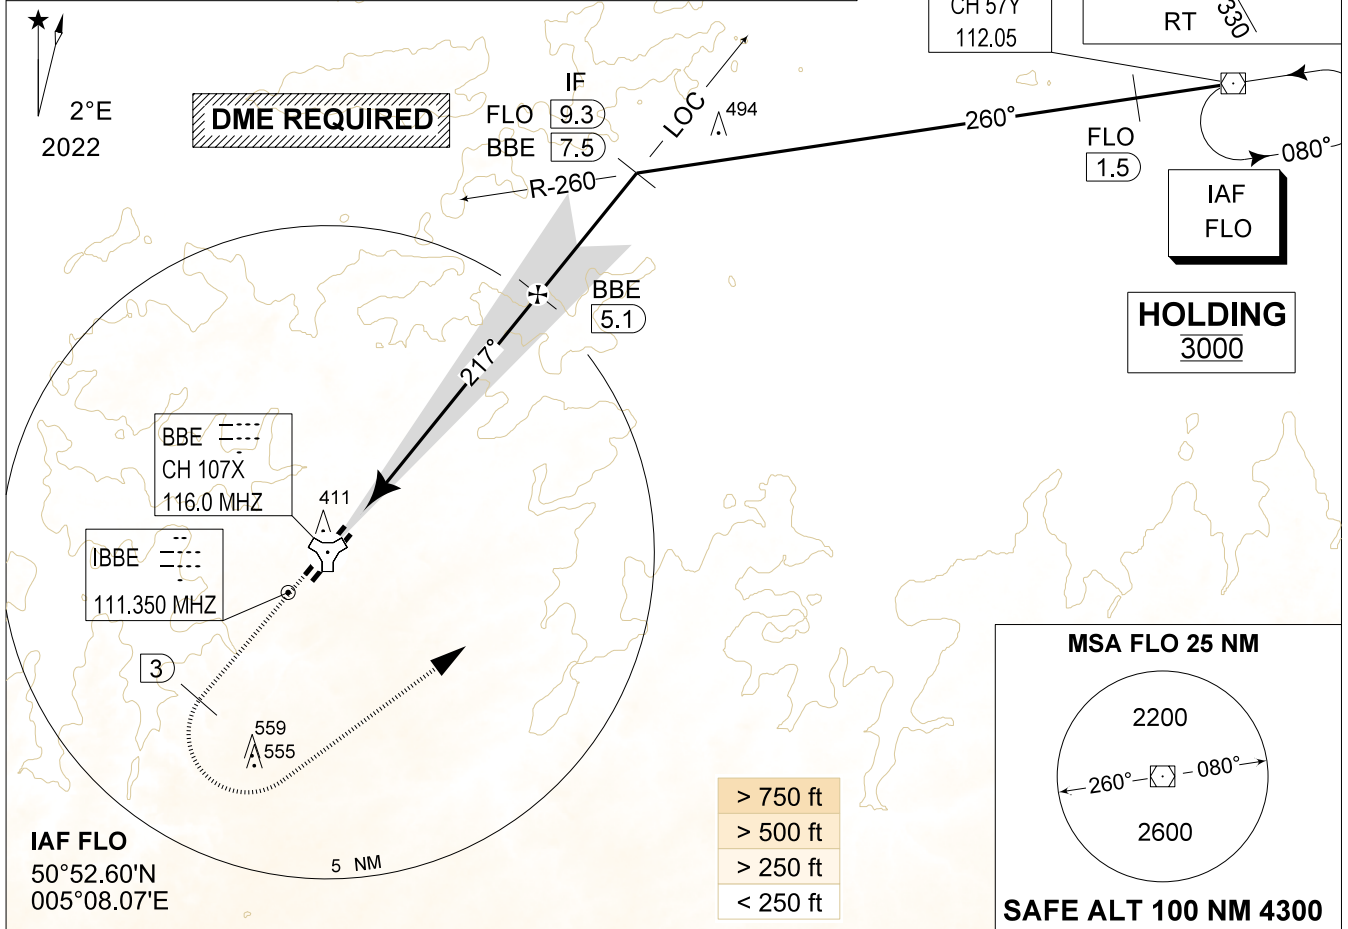 CH 57Y
112.05
RT
330
2°E
2022
DME REQUIRED
IF
FLO 9.3
BBE 7.5
LOC
494
R-260
260°
FLO
1.5
080°
IAF
FLO
HOLDING
3000
BBE
5.1
217°
BBE
CH 107X
116.0 MHZ
411
IBBE
111.350 MHZ
3
559
555
5 NM
IAF FLO
50°52.60'N
005°08.07'E
> 750 ft
> 500 ft
> 250 ft
< 250 ft
MSA FLO 25 NM
2200
260°
080°
2600
SAFE ALT 100 NM 4300